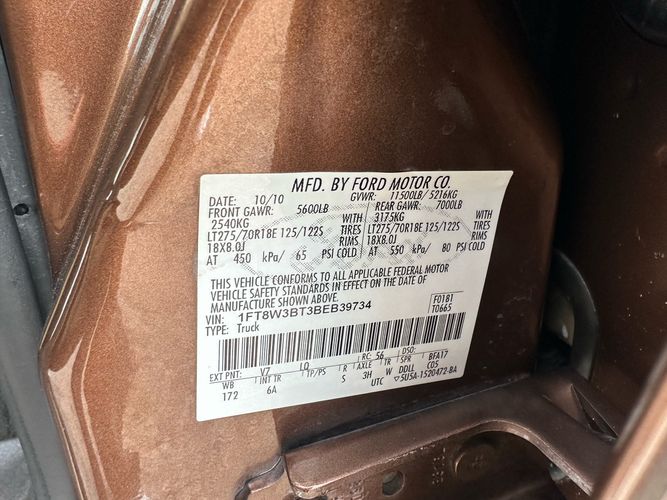 MFD. BY FORD MOTOR CO.
DATE: 10/10 GVWR: 11500LB/ 5216KG
FRONT GAWR: 5600LB REAR GAWR: 7000LB
2540KG WITH 3175KG WITH
LT275/70R18E 125/122S TIRES LT275/70R18E 125/122S TIRES
18X8.0J RIMS 18X8.0J RIMS
AT 450 kPa/ 65 PSI COLD AT 550 kPa/ 80 PSI COLD
THIS VEHICLE CONFORMS TO ALL APPLICABLE FEDERAL MOTOR
VEHICLE SAFETY STANDARDS IN EFFECT ON THE DATE OF
MANUFACTURE SHOWN ABOVE.
VIN: 1FT8W3BT3BEB39734 F0181
TYPE: Truck T0665
EXT PNT: V7 LQ RC: 56 DSO:
WB INT TR TP/PS R AXLE TR SPR BFA17
172 6A S 3H W DDLL C05
UTC ▽5U5A-1520472-BA